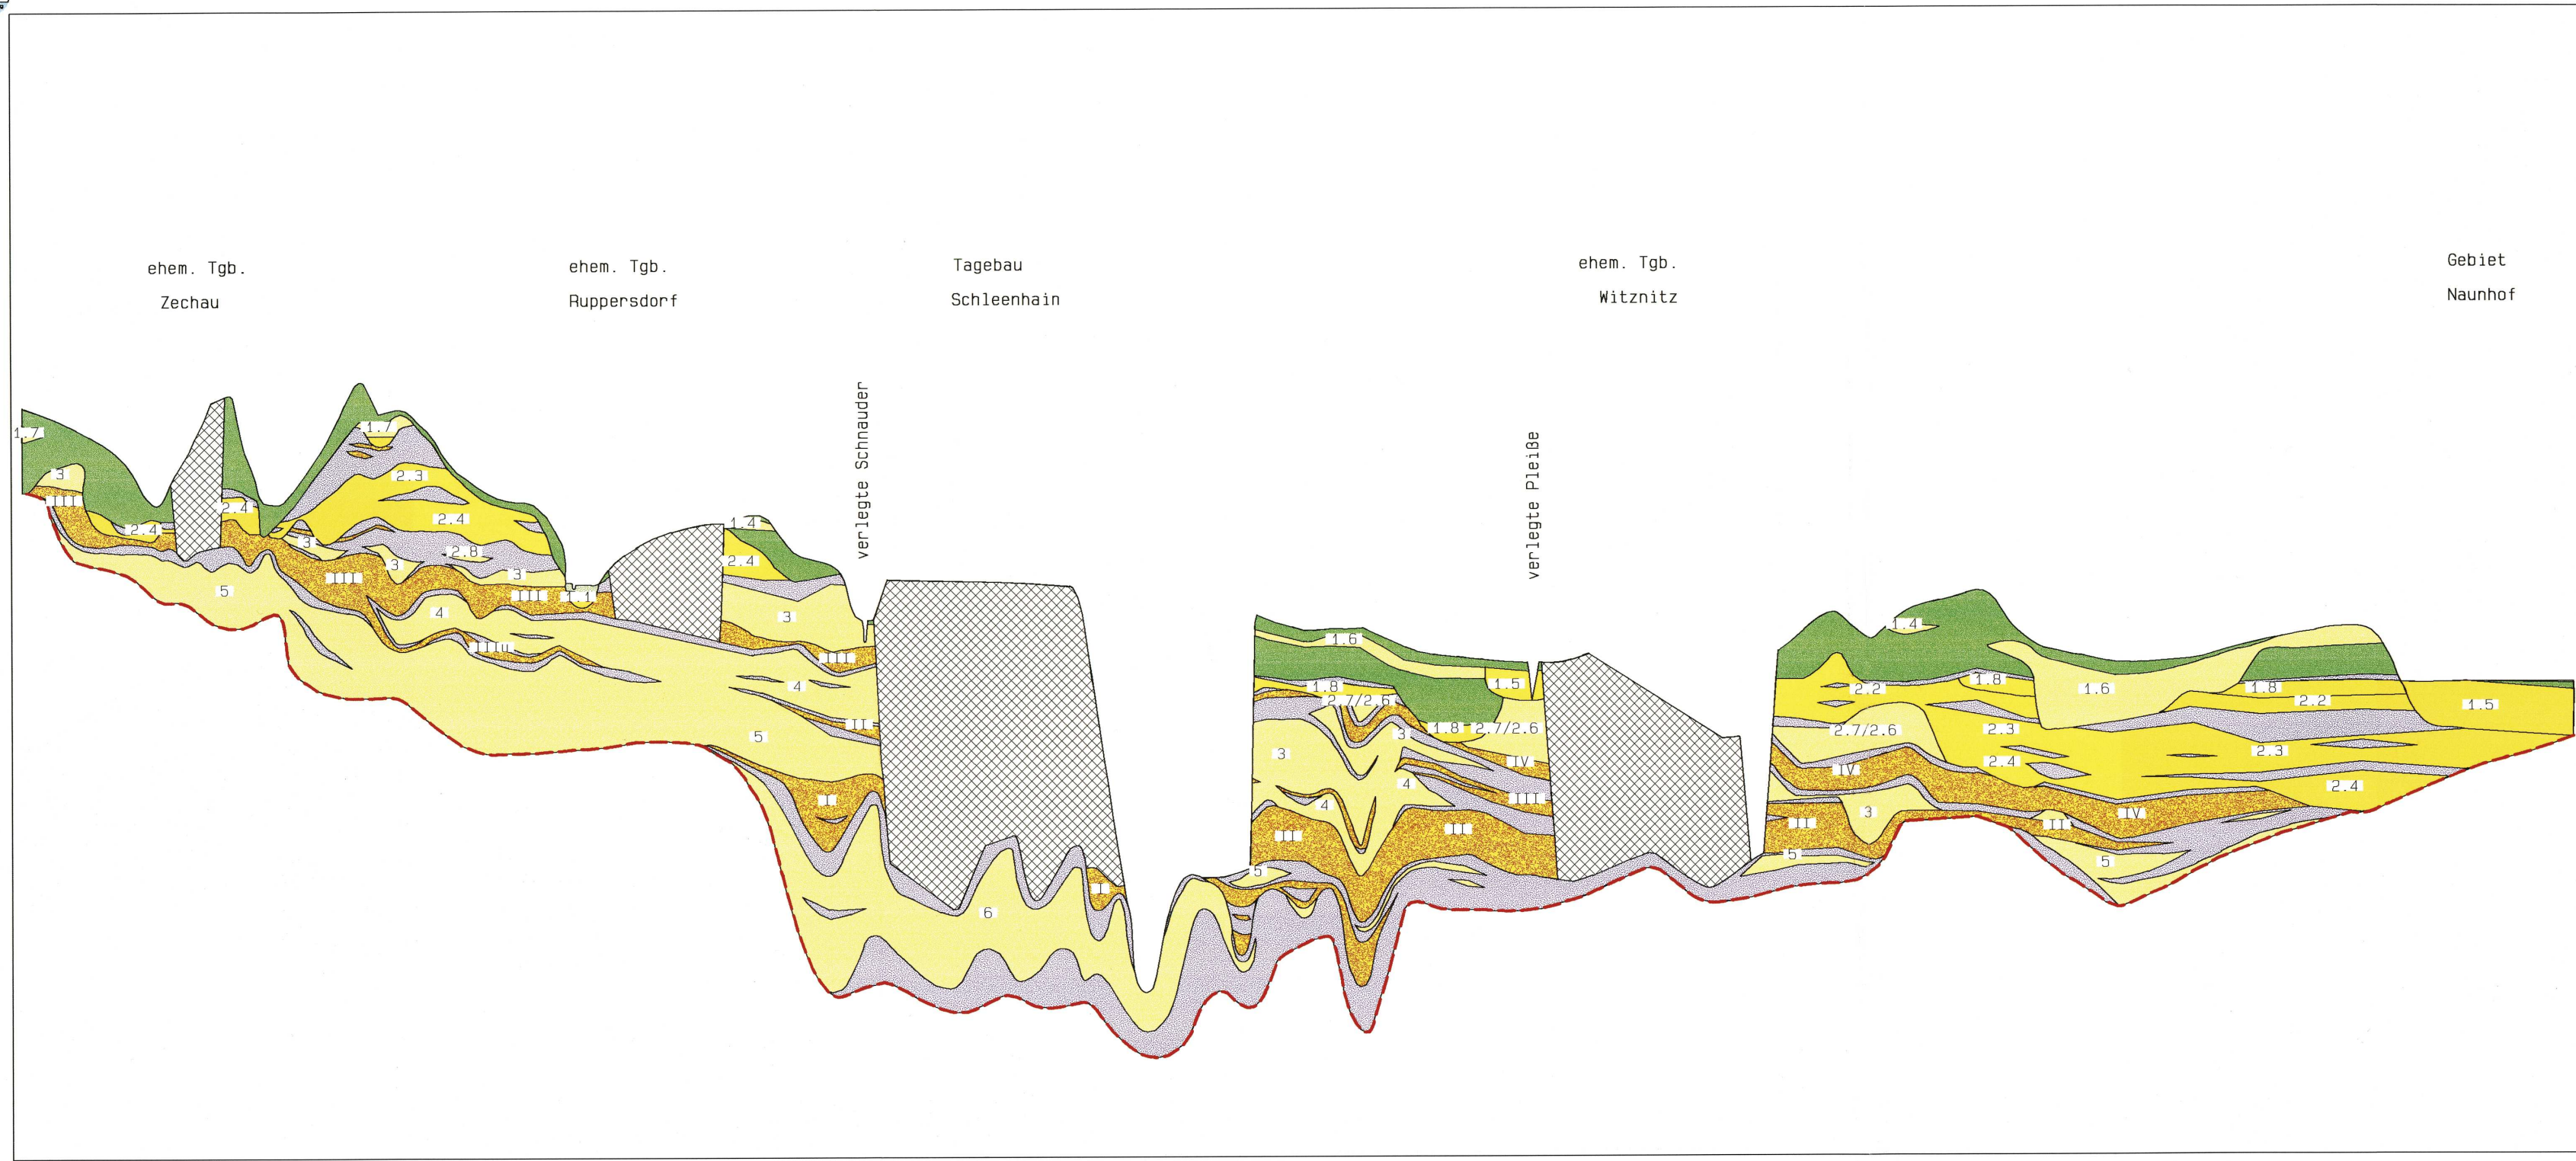 ehem. Tgb.
Zechau
ehem. Tgb.
Ruppersdorf
Tagebau
Schleenhain
ehem. Tgb.
Witznitz
Gebiet
Naunhof
verlegte Schnauder
verlegte Pleiße
1.7
3
III
2.4
2.4
5
1.7
2.3
2.4
2.8
3
3
3
III
III
1.1
4
IIIu
1.4
2.4
3
III
4
II
5
I
6
I
1.6
1.8
2.7/2.6
1.5
1.8
2.7/2.6
3
3
IV
4
III
4
II
II
5
1.4
2.2
1.8
1.6
1.8
2.2
1.5
2.7/2.6
2.3
2.3
IV
2.4
2.4
3
II
II
IV
5
5